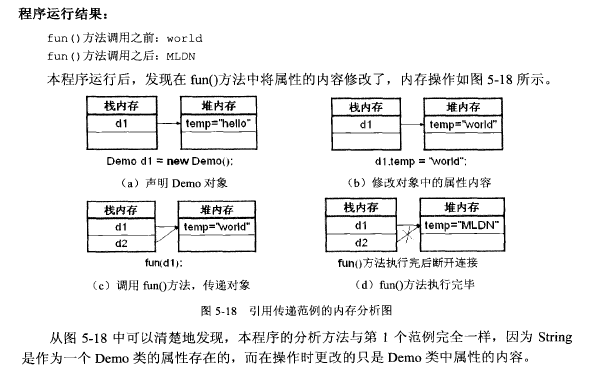 程序运行结果：
fun()方法调用之前：world
fun()方法调用之后：MLDN
本程序运行后，发现在 fun()方法中将属性的内容修改了，内存操作如图 5-18 所示。
栈内存 堆内存
d1 temp="hello"
Demo d1 = new Demo();
（a）声明 Demo 对象
栈内存 堆内存
d1 temp="world"
d1.temp = "world";
（b）修改对象中的属性内容
栈内存 堆内存
d1 temp="world"
d2
fun(d1);
（c）调用 fun()方法，传递对象
栈内存 堆内存
d1 temp="MLDN"
d2
fun()方法执行完后断开连接
（d）fun()方法执行完毕
图 5-18 引用传递范例的内存分析图
从图 5-18 中可以清楚地发现，本程序的分析方法与第 1 个范例完全一样，因为 String
是作为一个 Demo 类的属性存在的，而在操作时更改的只是 Demo 类中属性的内容。